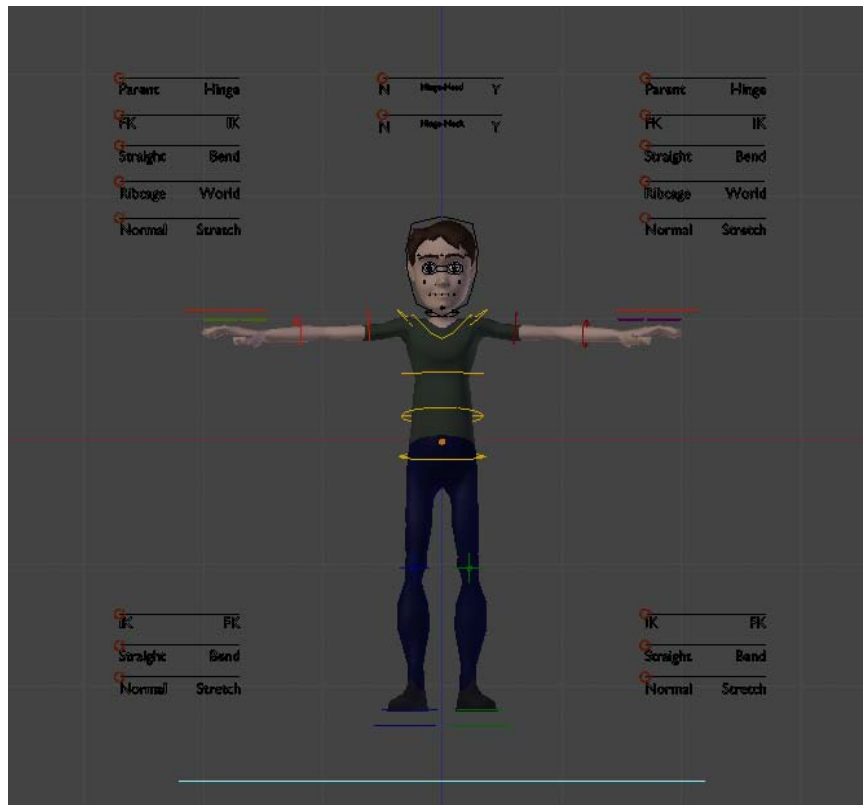 Parent Hinge
FK IK
Straight Bend
Ribcage World
Normal Stretch
N Hinge-Head Y
N Hinge-Neck Y
Parent Hinge
FK IK
Straight Bend
Ribcage World
Normal Stretch
IK FK
Straight Bend
Normal Stretch
IK FK
Straight Bend
Normal Stretch